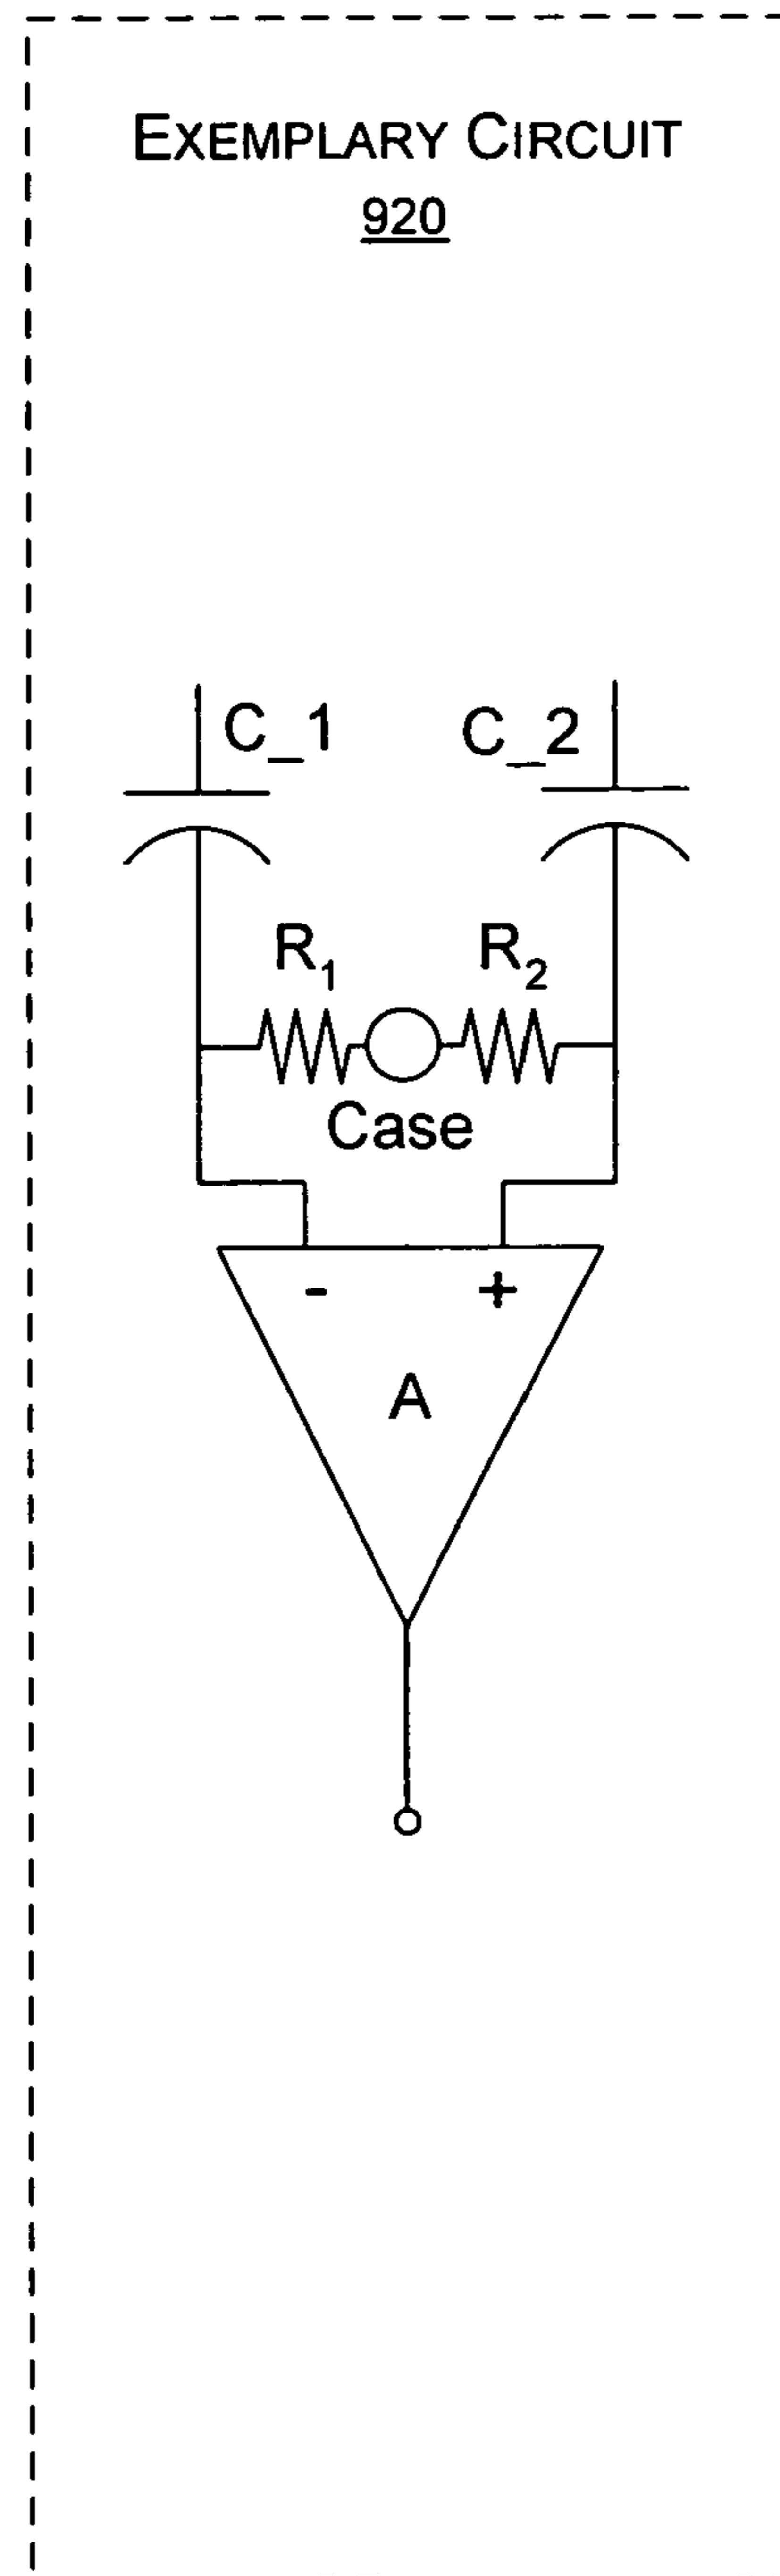 EXEMPLARY CIRCUIT
920
C_1 C_2
R₁ R₂
Case
- +
A